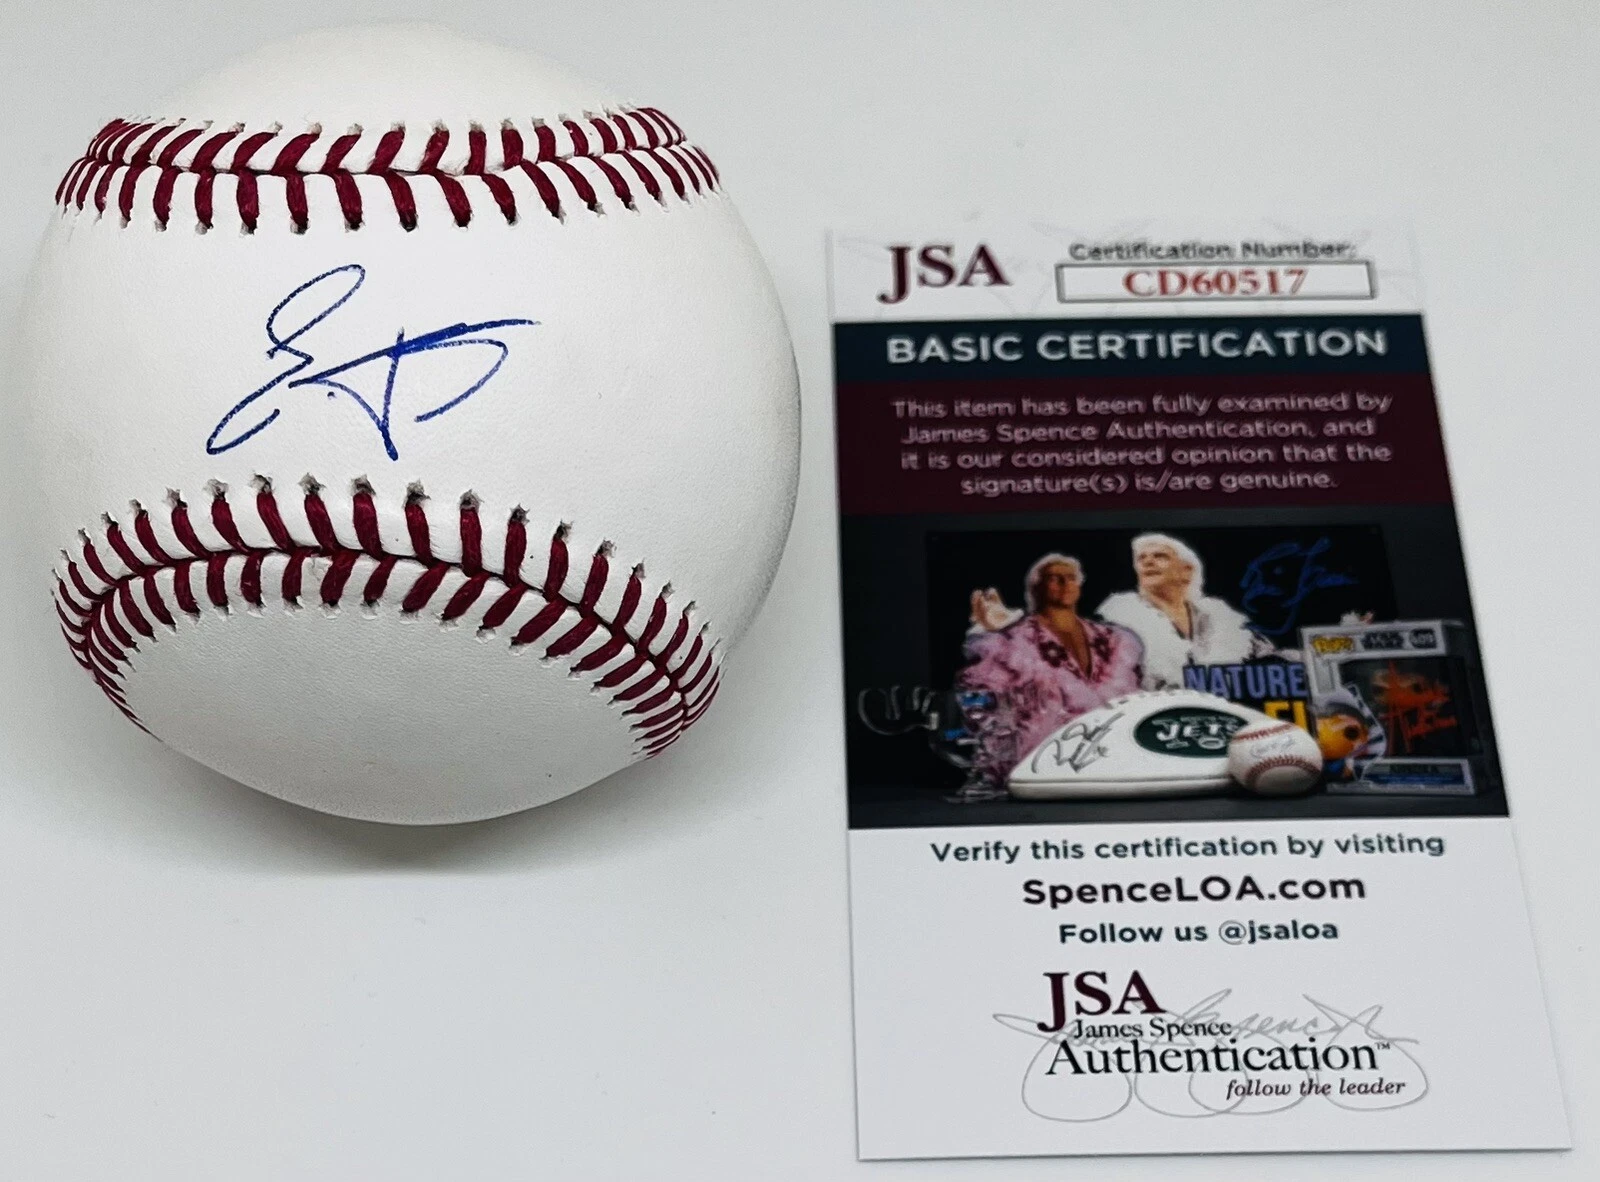 JSA
Certification Number:
CD60517
BASIC CERTIFICATION
This item has been fully examined by
James Spence Authentication, and
it is our considered opinion that the
signature(s) is/are genuine.
NATURE
JETS
Verify this certification by visiting
SpenceLOA.com
Follow us @jsaloa
JSA
James Spence
Authentication™
follow the leader